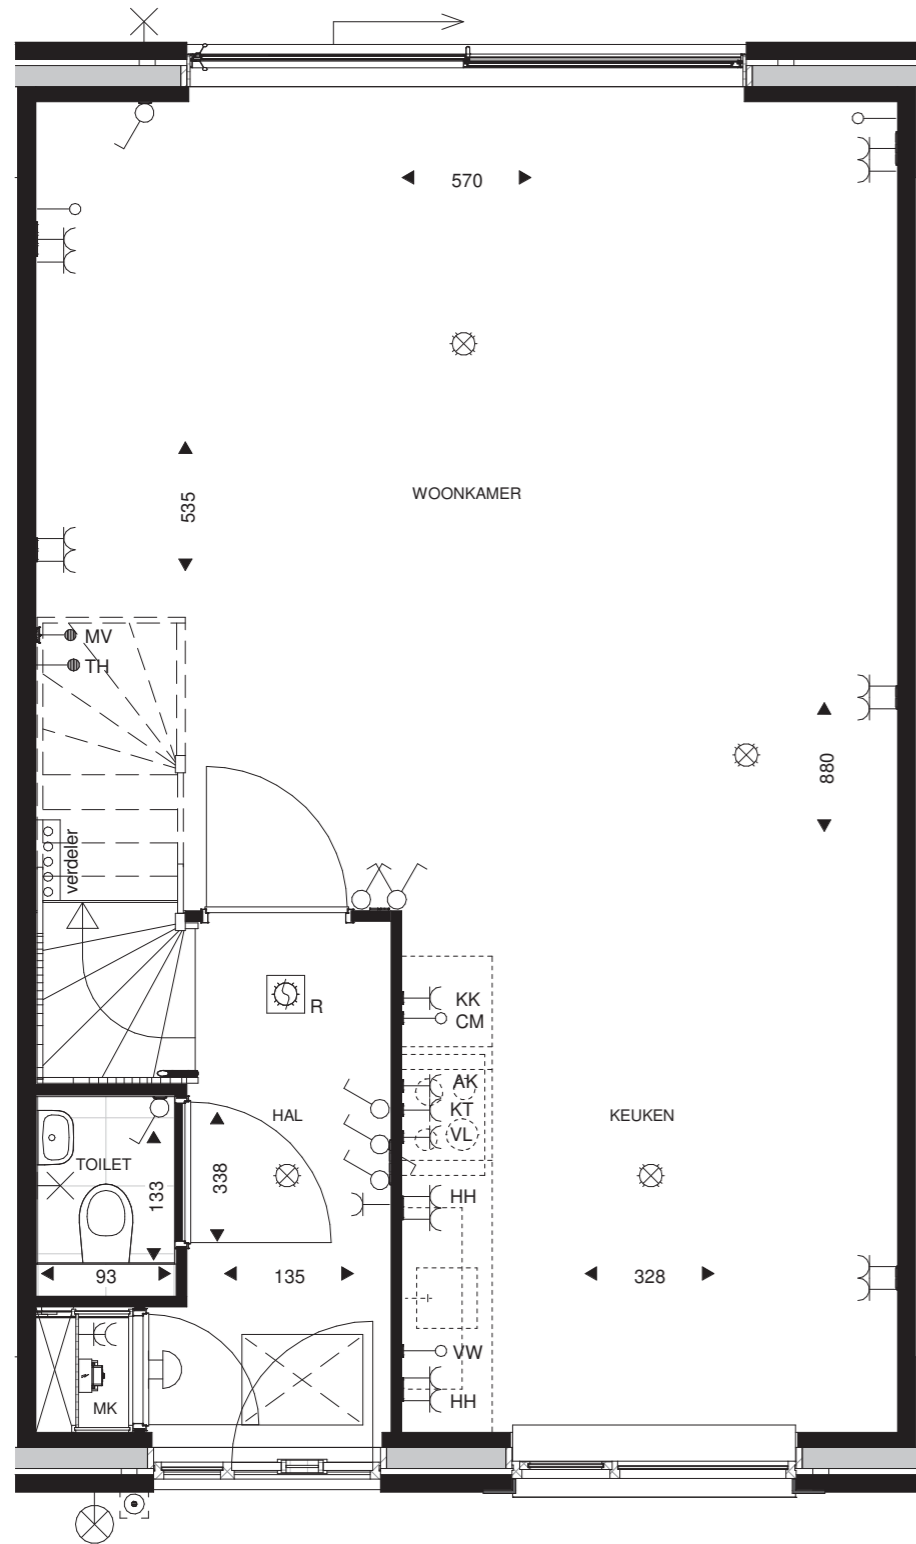 570
WOONKAMER
535
MV
TH
880
verdeler
R
KK
CM
AK
KT
VL
HAL
KEUKEN
TOILET
133
338
HH
93
135
328
VW
HH
MK